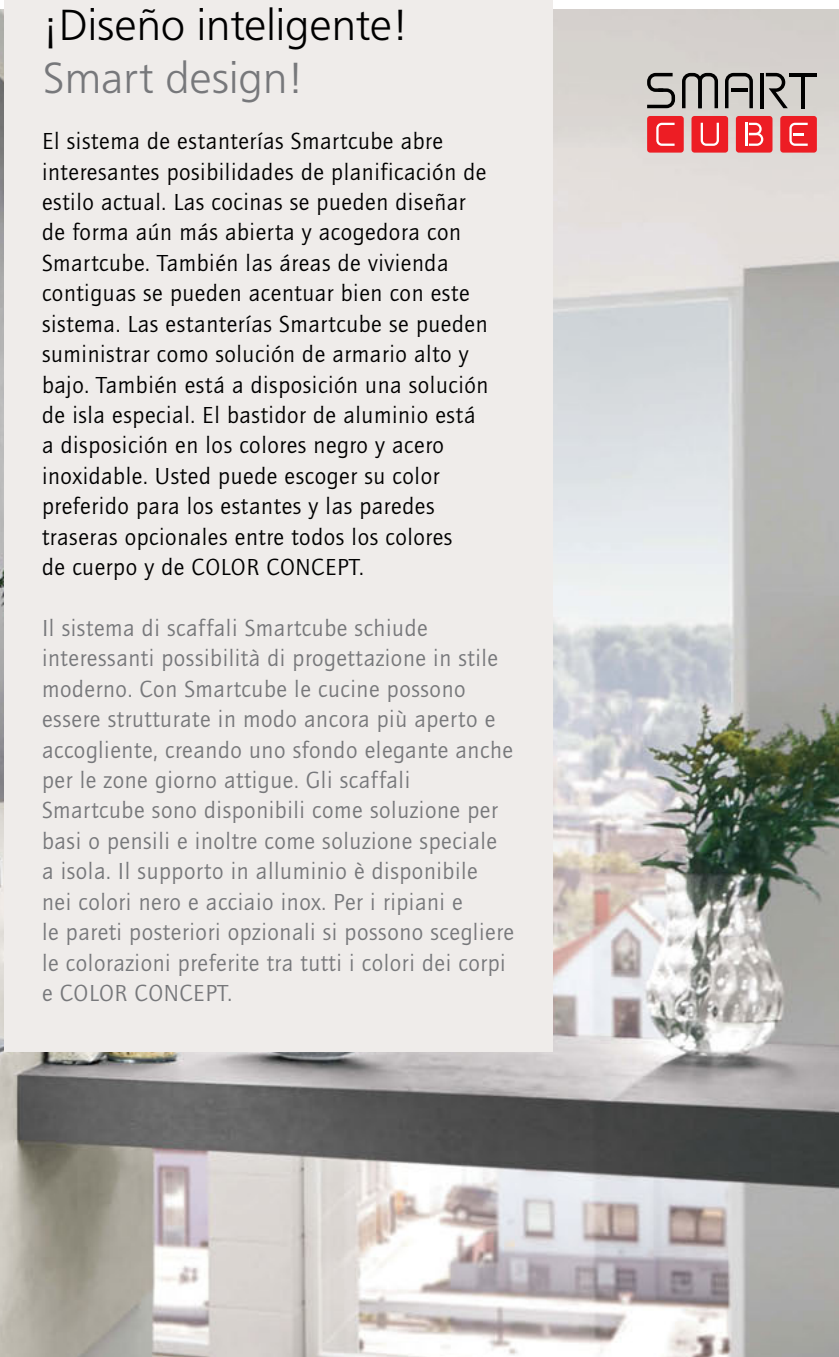 ¡Diseño inteligente!
Smart design!
El sistema de estanterías Smartcube abre
interesantes posibilidades de planificación de
estilo actual. Las cocinas se pueden diseñar
de forma aún más abierta y acogedora con
Smartcube. También las áreas de vivienda
contiguas se pueden acentuar bien con este
sistema. Las estanterías Smartcube se pueden
suministrar como solución de armario alto y
bajo. También está a disposición una solución
de isla especial. El bastidor de aluminio está
a disposición en los colores negro y acero
inoxidable. Usted puede escoger su color
preferido para los estantes y las paredes
traseras opcionales entre todos los colores
de cuerpo y de COLOR CONCEPT.
Il sistema di scaffali Smartcube schiude
interessanti possibilità di progettazione in stile
moderno. Con Smartcube le cucine possono
essere strutturate in modo ancora più aperto e
accogliente, creando uno sfondo elegante anche
per le zone giorno attigue. Gli scaffali
Smartcube sono disponibili come soluzione per
basi o pensili e inoltre come soluzione speciale
a isola. Il supporto in alluminio è disponibile
nei colori nero e acciaio inox. Per i ripiani e
le pareti posteriori opzionali si possono scegliere
le colorazioni preferite tra tutti i colori dei corpi
e COLOR CONCEPT.
SMART
CUBE